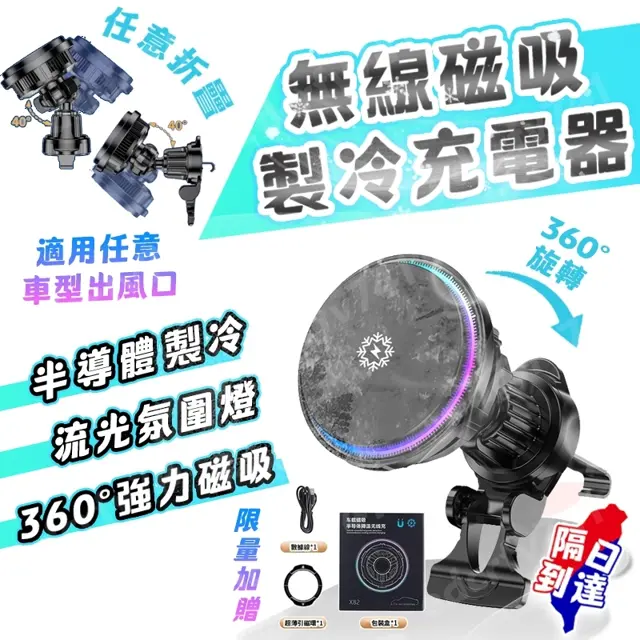 任意折疊
無線磁吸
製冷充電器
40°
40°
適用任意
車型出風口
360°
旋轉
半導體製冷
流光氛圍燈
360°強力磁吸
限量加贈
數據線*1
超薄引磁環*1
包裝盒*1
X82
隔日
到達